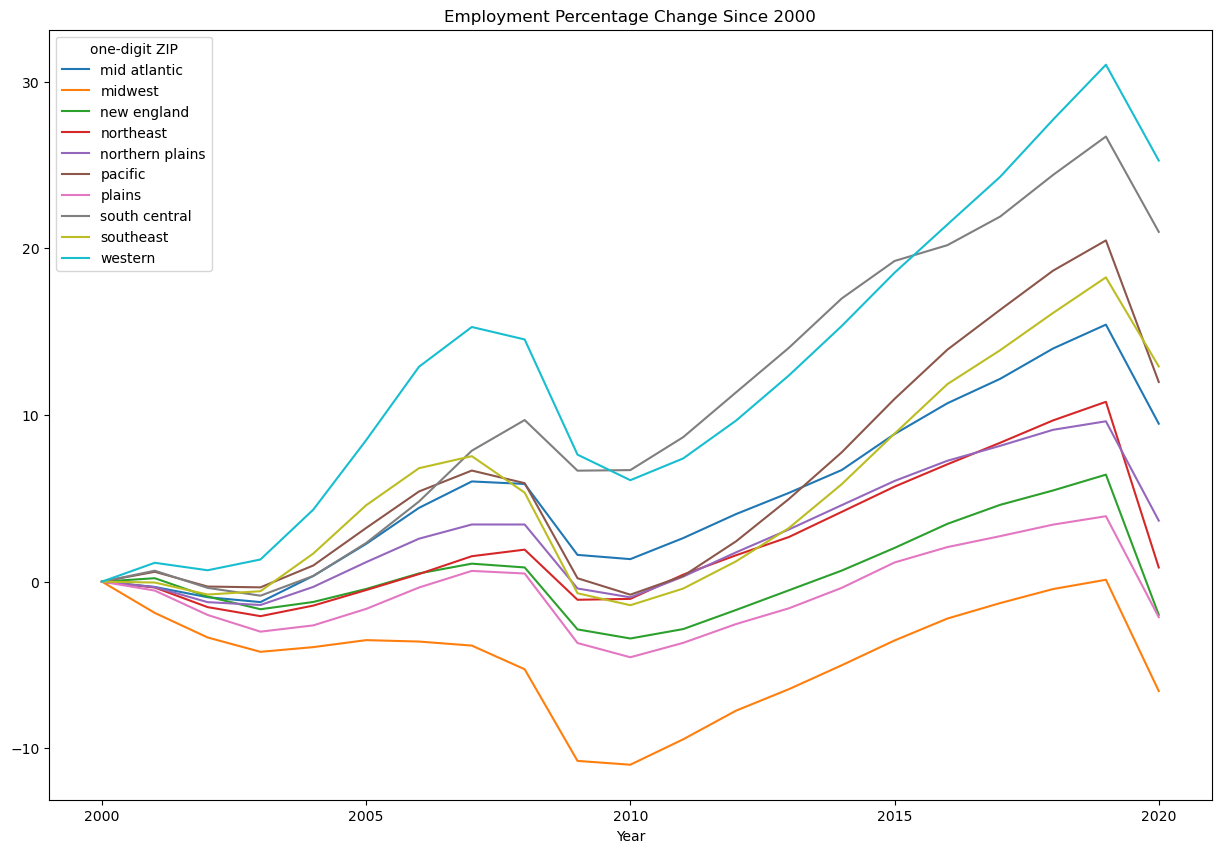 Employment Percentage Change Since 2000
one-digit ZIP
mid atlantic
midwest
new england
northeast
northern plains
pacific
plains
south central
southeast
western
30
20
10
0
−10
2000
2005
2010
2015
2020
Year